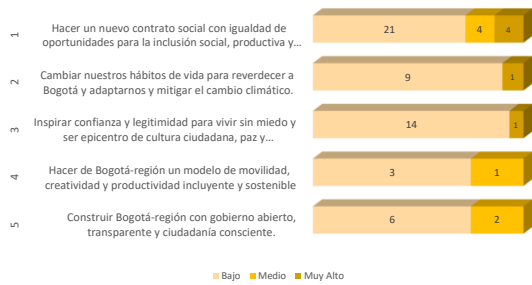 1
Hacer un nuevo contrato social con igualdad de
oportunidades para la inclusión social, productiva y…
21 4 4
2
Cambiar nuestros hábitos de vida para reverdecer a
Bogotá y adaptarnos y mitigar el cambio climático.
9 1
3
Inspirar confianza y legitimidad para vivir sin miedo y
ser epicentro de cultura ciudadana, paz y…
14 1
4
Hacer de Bogotá-región un modelo de movilidad,
creatividad y productividad incluyente y sostenible
3 1
5
Construir Bogotá-región con gobierno abierto,
transparente y ciudadanía consciente.
6 2
Bajo Medio Muy Alto